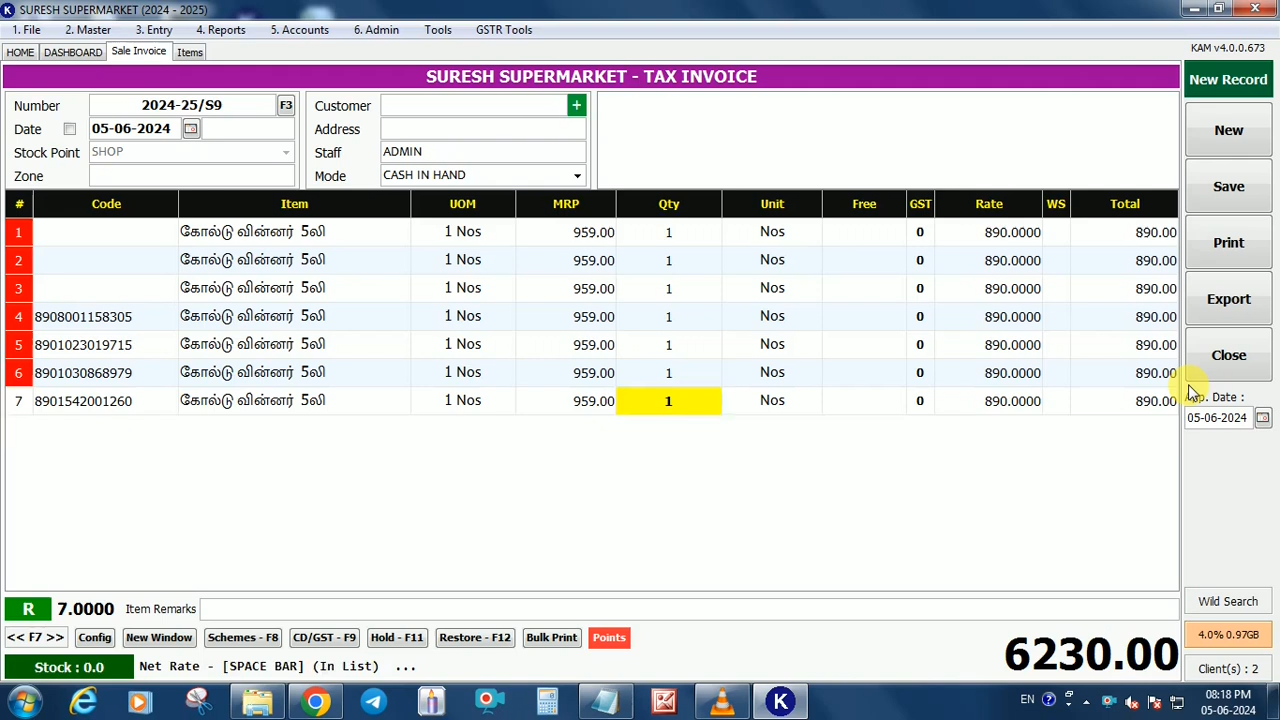 SURESH SUPERMARKET (2024 - 2025)
1. File 2. Master 3. Entry 4. Reports 5. Accounts 6. Admin Tools GSTR Tools
HOME DASHBOARD Sale Invoice Items KAM v4.0.0.673
SURESH SUPERMARKET - TAX INVOICE New Record
Number 2024-25/S9 F3 Customer +
Date 05-06-2024 Address New
Stock Point SHOP Staff ADMIN
Zone Mode CASH IN HAND Save
# Code Item UOM MRP Qty Unit Free GST Rate WS Total
1 கோல்டு வின்னர் 5லி 1 Nos 959.00 1 Nos 0 890.0000 890.00
Print
2 கோல்டு வின்னர் 5லி 1 Nos 959.00 1 Nos 0 890.0000 890.00
3 கோல்டு வின்னர் 5லி 1 Nos 959.00 1 Nos 0 890.0000 890.00
Export
4 8908001158305 கோல்டு வின்னர் 5லி 1 Nos 959.00 1 Nos 0 890.0000 890.00
5 8901023019715 கோல்டு வின்னர் 5லி 1 Nos 959.00 1 Nos 0 890.0000 890.00
Close
6 8901030868979 கோல்டு வின்னர் 5லி 1 Nos 959.00 1 Nos 0 890.0000 890.00
7 8901542001260 கோல்டு வின்னர் 5லி 1 Nos 959.00 1 Nos 0 890.0000 890.00
Date :
05-06-2024
R 7.0000 Item Remarks Wild Search
<< F7 >> Config New Window Schemes - F8 CD/GST - F9 Hold - F11 Restore - F12 Bulk Print Points 6230.00 4.0% 0.97GB
Stock : 0.0 Net Rate - [SPACE BAR] (In List) ... Client(s) : 2
EN 08:18 PM
05-06-2024